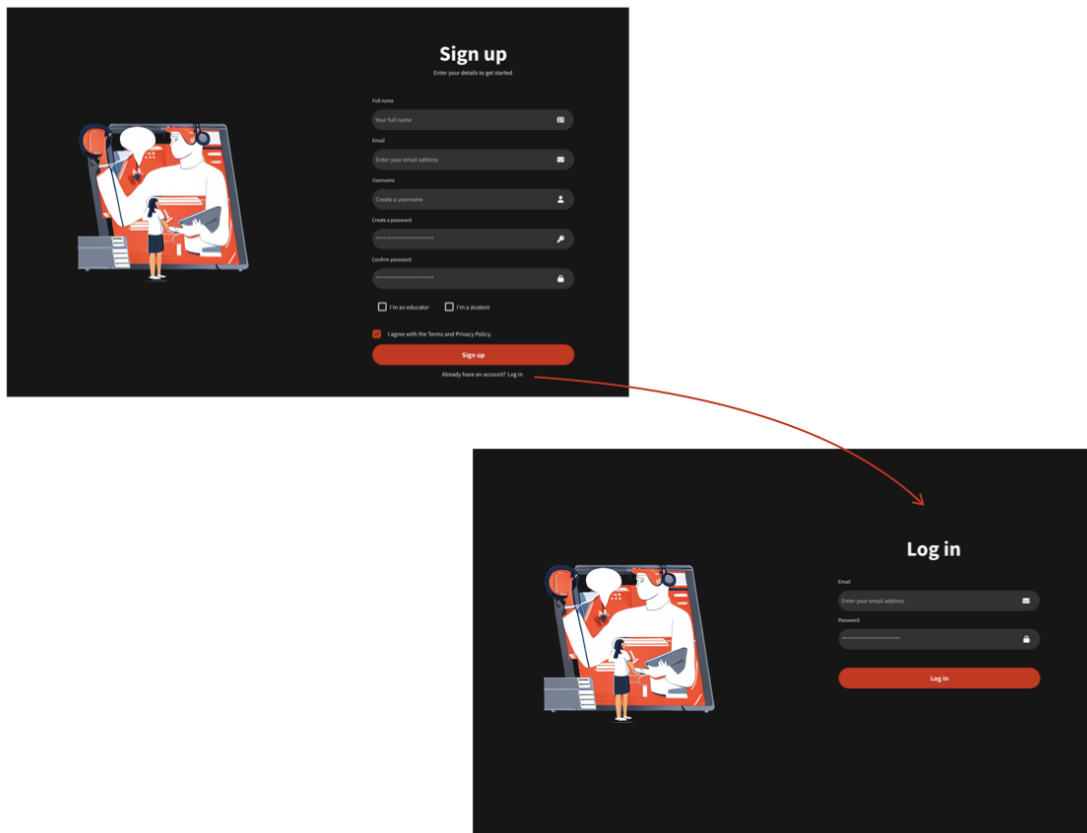 Sign up
Enter your details to get started
Full name
Your full name
Email
Enter your email address
Username
Create a username
Create a password
***********************
Confirm password
***********************
I'm an educator
I'm a student
I agree with the Terms and Privacy Policy.
Sign up
Already have an account? Log in
Log in
Email
Enter your email address
Password
***********************
Log in